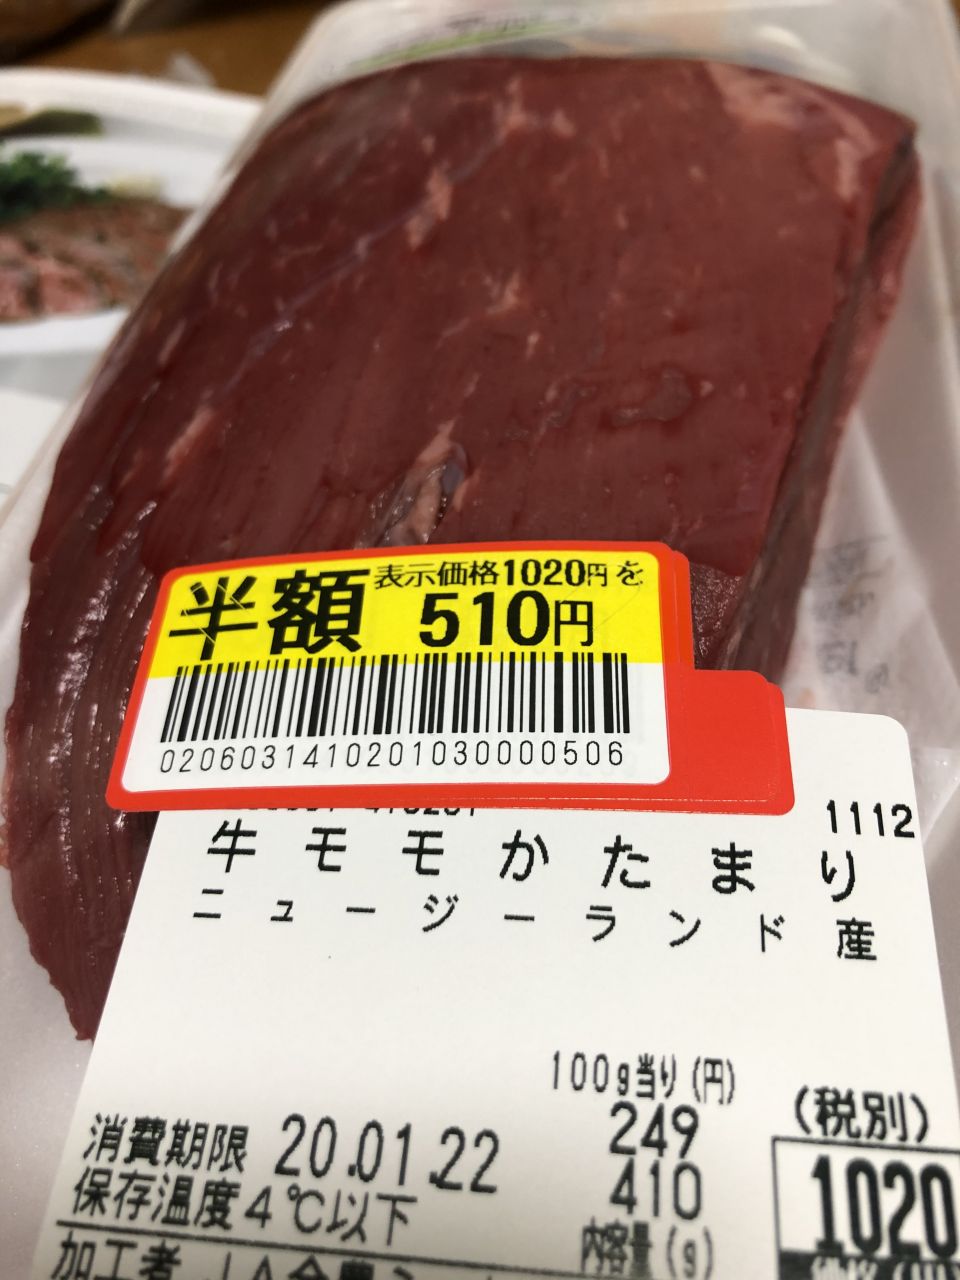 半額 表示価格1020円を
510円
0206031410201030000506
1112
牛モモかたまり
ニュージーランド産
100g当り(円)
249
(税別)
消費期限 20.01.22
410
1020
保存温度4℃以下
内容量(g)
加工者